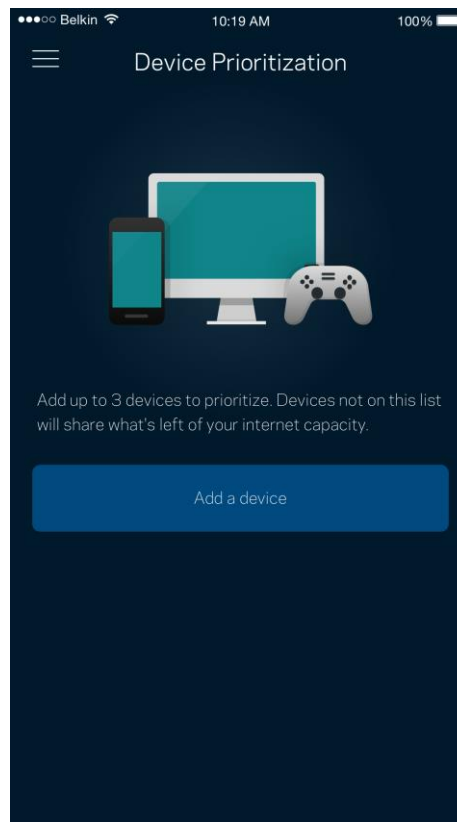 Belkin 10:19 AM 100%
Device Prioritization
Add up to 3 devices to prioritize. Devices not on this list
will share what's left of your internet capacity.
Add a device